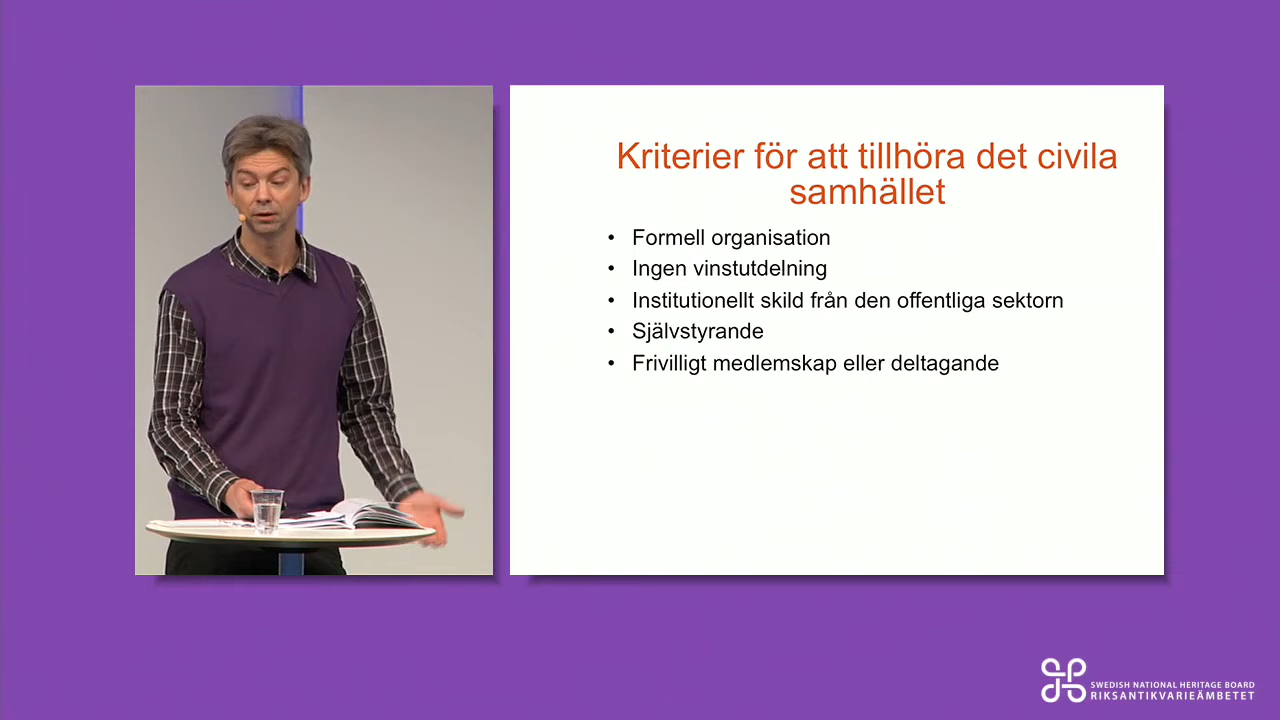 Kriterier för att tillhöra det civila
samhället
• Formell organisation
• Ingen vinstutdelning
• Institutionellt skild från den offentliga sektorn
• Självstyrande
• Frivilligt medlemskap eller deltagande
SWEDISH NATIONAL HERITAGE BOARD
RIKSANTIKVARIEÄMBETET